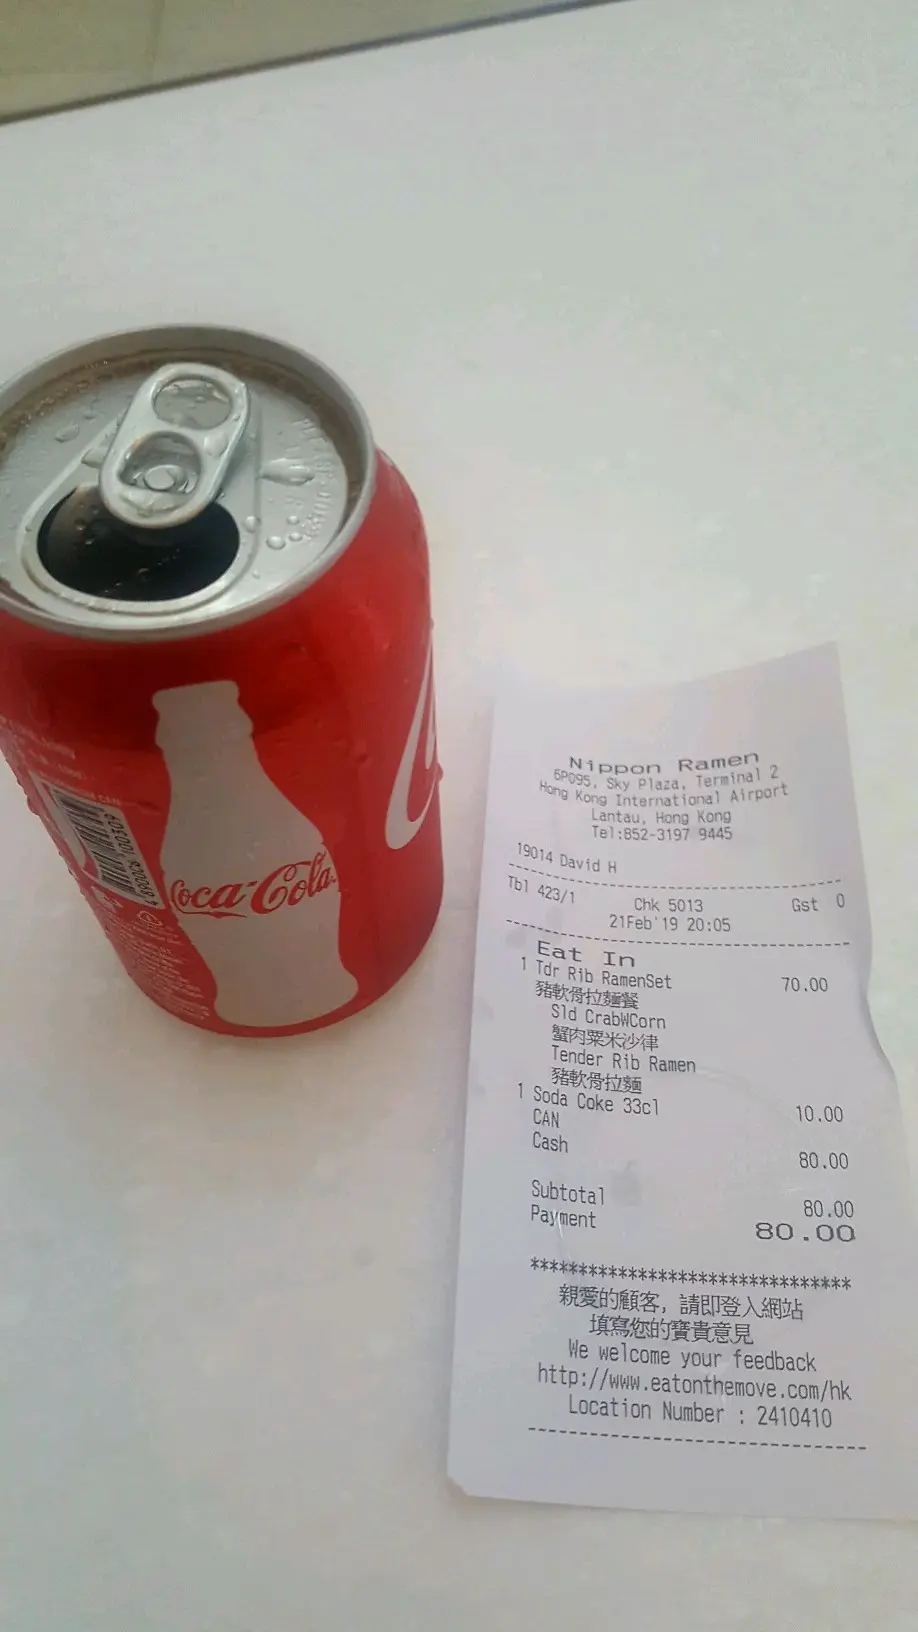 Coca-Cola
4890008100309
Nippon Ramen
6P095, Sky Plaza, Terminal 2
Hong Kong International Airport
Lantau, Hong Kong
Tel:852-3197 9445
19014 David H
Tbl 423/1 Chk 5013 Gst 0
21Feb'19 20:05
Eat In
1 Tdr Rib RamenSet 70.00
豬軟骨拉麵餐
Sld CrabWCorn
蟹肉粟米沙律
Tender Rib Ramen
豬軟骨拉麵
1 Soda Coke 33cl 10.00
CAN
Cash 80.00
Subtotal 80.00
Payment 80.00
*********************************
親愛的顧客, 請即登入網站
填寫您的寶貴意見
We welcome your feedback
http://www.eatonthemove.com/hk
Location Number : 2410410